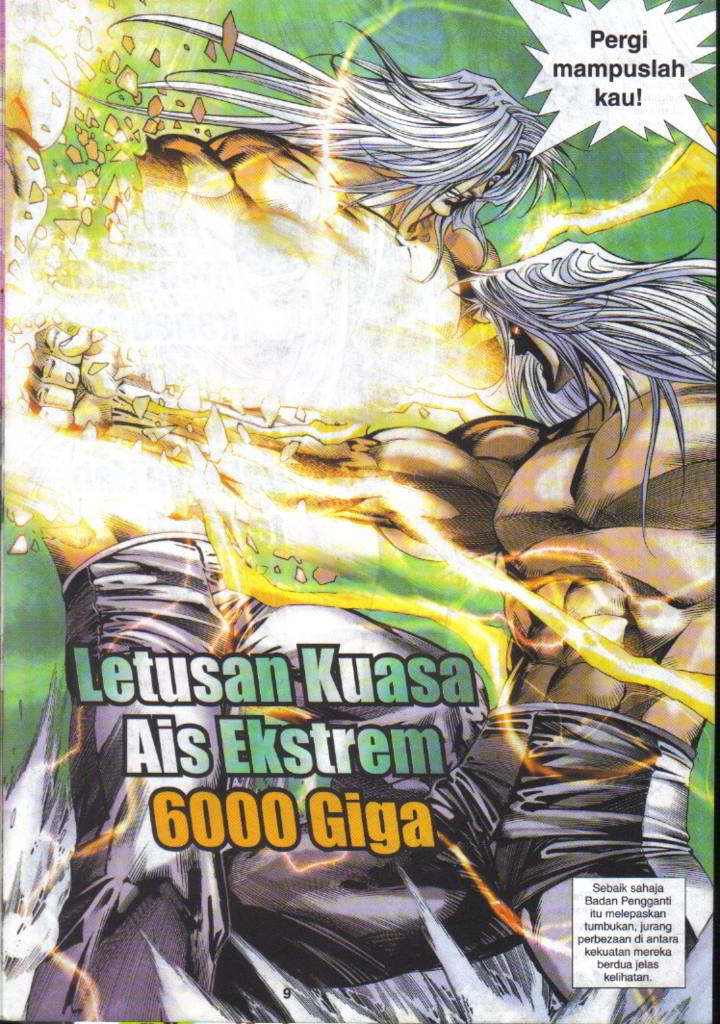 Pergi
mampuslah
kau!
Letusan Kuasa
Ais Ekstrem
6000 Giga
Sebaik sahaja
Badan Pengganti
itu melepaskan
tumbukan, jurang
perbezaan di antara
kekuatan mereka
berdua jelas
kelihatan.
9